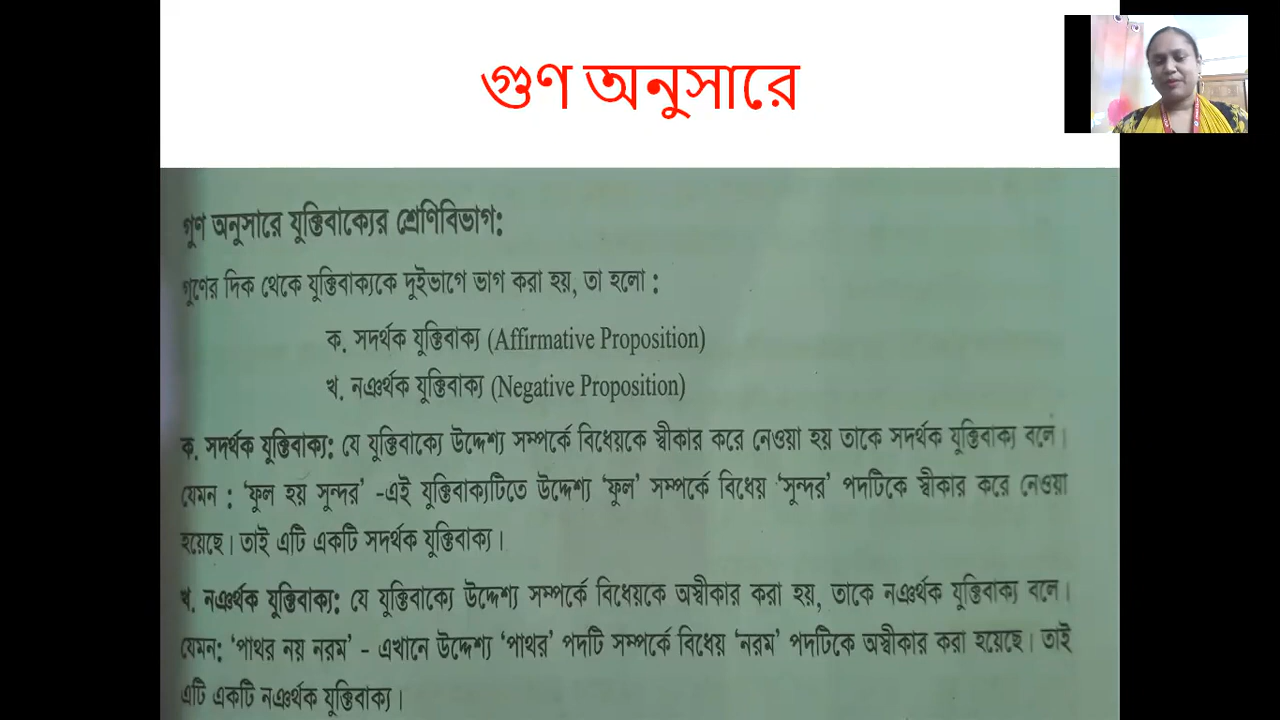 গুণ অনুসারে
গুণ অনুসারে যুক্তিবাক্যের শ্রেণিবিভাগ:
গুণের দিক থেকে যুক্তিবাক্যকে দুইভাগে ভাগ করা হয়, তা হলো :
ক. সদর্থক যুক্তিবাক্য (Affirmative Proposition)
খ. নঞর্থক যুক্তিবাক্য (Negative Proposition)
ক. সদর্থক যুক্তিবাক্য: যে যুক্তিবাক্যে উদ্দেশ্য সম্পর্কে বিধেয়কে স্বীকার করে নেওয়া হয় তাকে সদর্থক যুক্তিবাক্য বলে।
যেমন : ‘ফুল হয় সুন্দর’ -এই যুক্তিবাক্যটিতে উদ্দেশ্য ‘ফুল’ সম্পর্কে বিধেয় ‘সুন্দর’ পদটিকে স্বীকার করে নেওয়া
হয়েছে। তাই এটি একটি সদর্থক যুক্তিবাক্য।
খ. নঞর্থক যুক্তিবাক্য: যে যুক্তিবাক্যে উদ্দেশ্য সম্পর্কে বিধেয়কে অস্বীকার করা হয়, তাকে নঞর্থক যুক্তিবাক্য বলে।
যেমন: ‘পাথর নয় নরম’ - এখানে উদ্দেশ্য ‘পাথর’ পদটি সম্পর্কে বিধেয় ‘নরম’ পদটিকে অস্বীকার করা হয়েছে। তাই
এটি একটি নঞর্থক যুক্তিবাক্য।